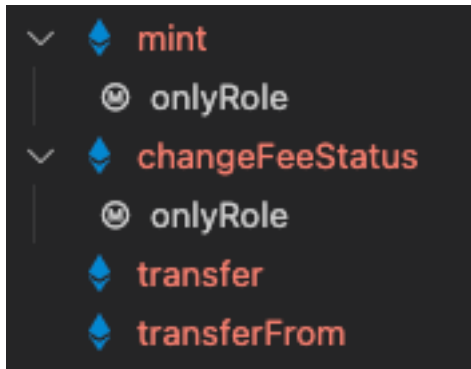 mint
onlyRole
changeFeeStatus
onlyRole
transfer
transferFrom